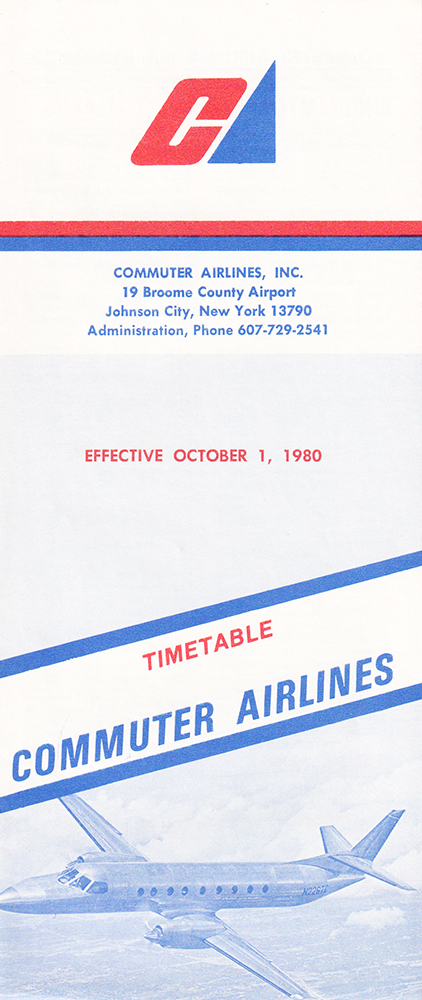 C
COMMUTER AIRLINES, INC.
19 Broome County Airport
Johnson City, New York 13790
Administration, Phone 607-729-2541
EFFECTIVE OCTOBER 1, 1980
TIMETABLE
COMMUTER AIRLINES